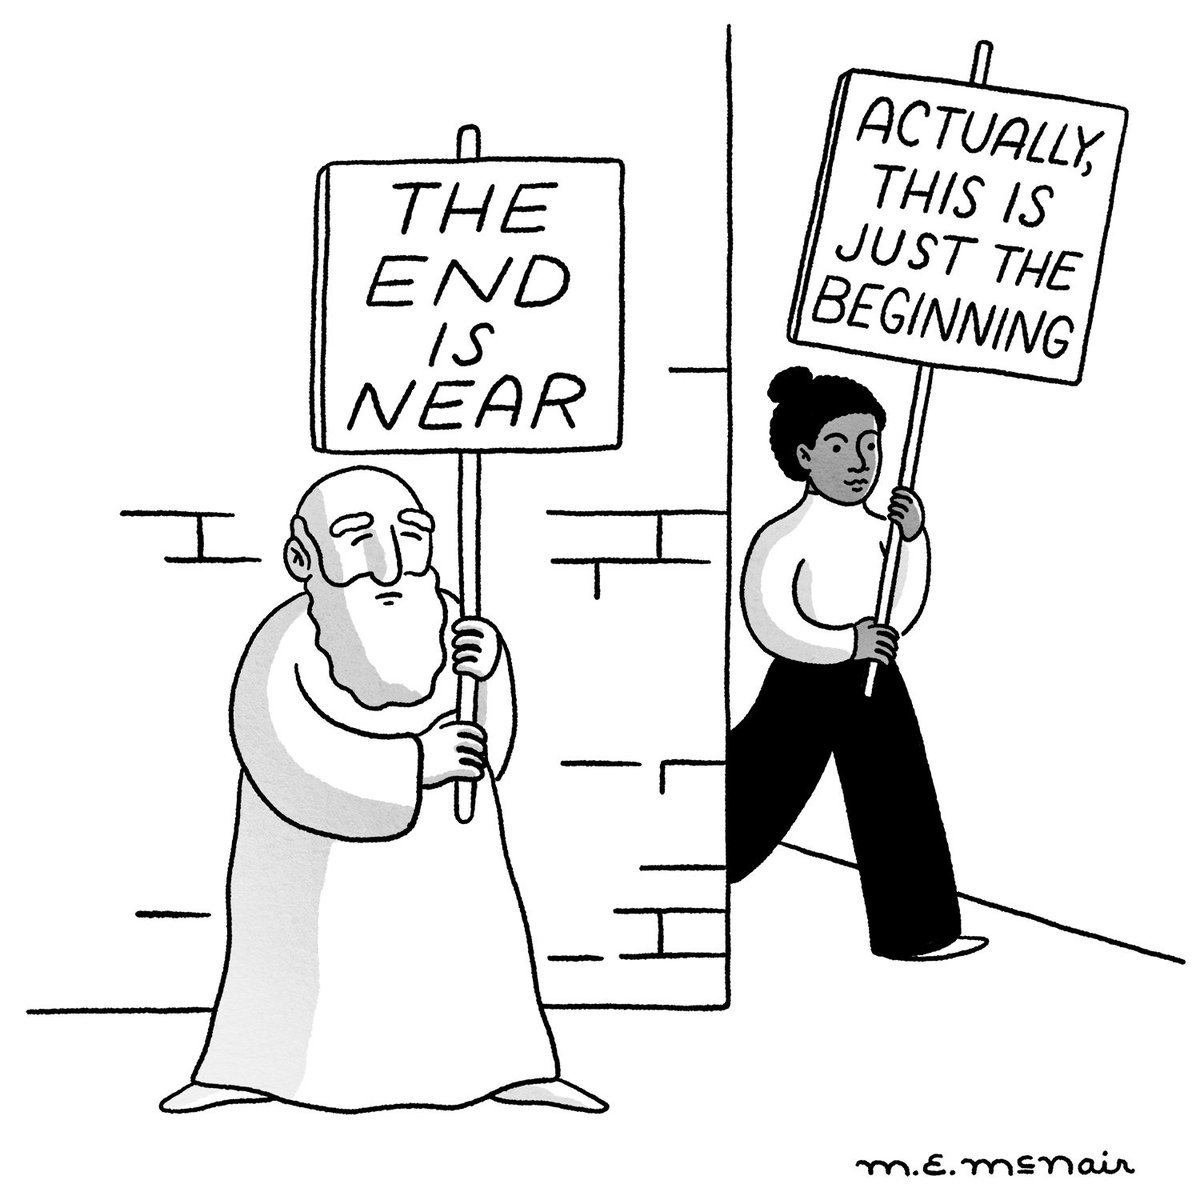 THE
END
IS
NEAR
ACTUALLY,
THIS IS
JUST THE
BEGINNING
M.E. McNair